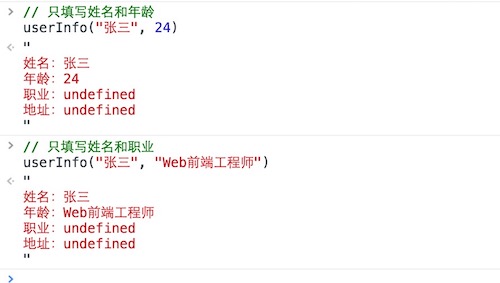 // 只填写姓名和年龄
userInfo("张三", 24)
"
姓名：张三
年龄：24
职业：undefined
地址：undefined
"
// 只填写姓名和职业
userInfo("张三", "Web前端工程师")
"
姓名：张三
年龄：Web前端工程师
职业：undefined
地址：undefined
"